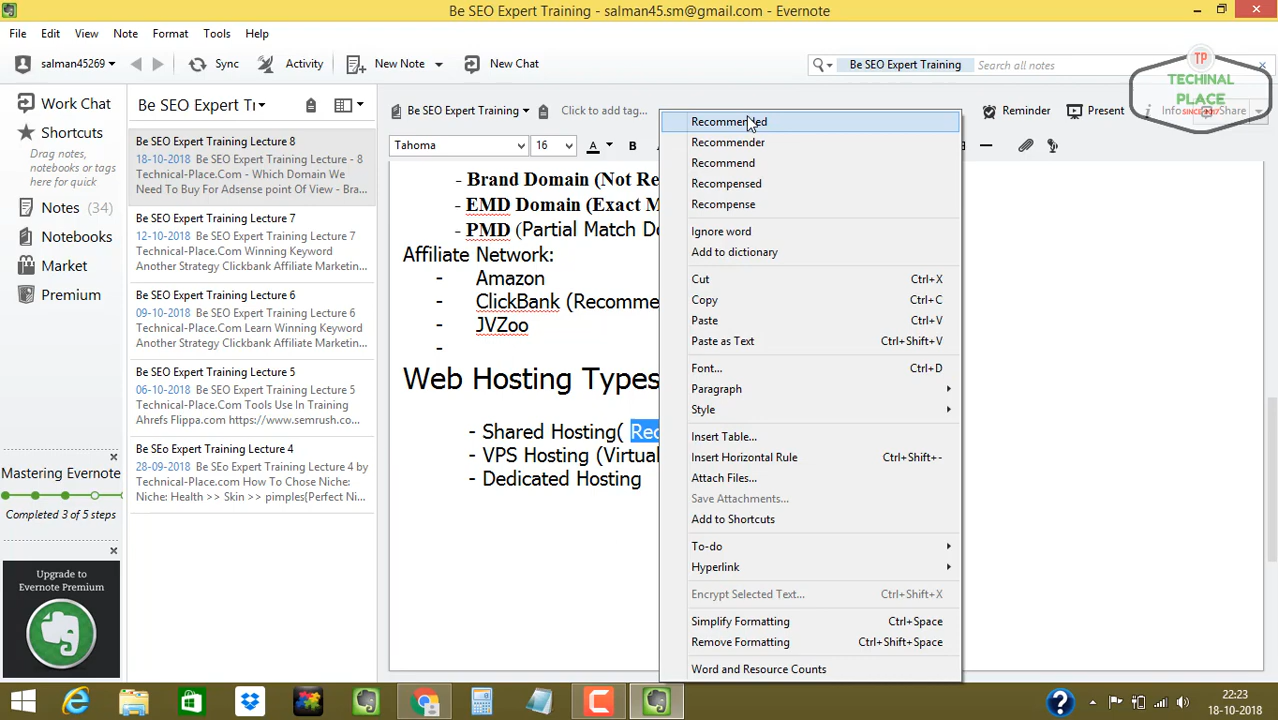 Be SEO Expert Training - salman45.sm@gmail.com - Evernote
File Edit View Note Format Tools Help
salman45269 Sync Activity New Note New Chat Be SEO Expert Training Search all notes
TP
TECHINAL
PLACE
SINCE 2017
Work Chat
Shortcuts
Drag notes,
notebooks or tags
here for quick
Notes (34)
Notebooks
Market
Premium
Mastering Evernote
Completed 3 of 5 steps
Upgrade to
Evernote Premium
Be SEO Expert Tr
Be SEO Expert Training Lecture 8
18-10-2018 Be SEO Expert Training Lecture - 8
Technical-Place.Com - Which Domain We
Need To Buy For Adsense point Of View - Bra...
Be SEO Expert Training Lecture 7
12-10-2018 Be SEO Expert Training Lecture 7
Technical-Place.Com Winning Keyword
Another Strategy Clickbank Affiliate Marketin...
Be SEO Expert Training Lecture 6
09-10-2018 Be SEO Expert Training Lecture 6
Technical-Place.Com Learn Winning Keyword
Another Strategy Clickbank Affiliate Marketin...
Be SEO Expert Training Lecture 5
06-10-2018 Be SEO Expert Training Lecture 5
Technical-Place.Com Tools Use In Training
Ahrefs Flippa.com https://www.semrush.com...
Be SEo Expert Training Lecture 4
28-09-2018 Be SEO Expert Training Lecture 4 by
Technical-Place.com How To Chose Niche:
Niche: Health >> Skin >> pimples(Perfect Ni...
Be SEO Expert Training Click to add tag... Reminder Present Info Share
Tahoma 16 A B
- Brand Domain (Not Re
- EMD Domain (Exact M
- PMD (Partial Match Do
Affiliate Network:
- Amazon
- ClickBank (Recomme
- JVZoo
-
Web Hosting Types
- Shared Hosting( Rec
- VPS Hosting (Virtual
- Dedicated Hosting
Recommended
Recommender
Recommend
Recompensed
Recompense
Ignore word
Add to dictionary
Cut Ctrl+X
Copy Ctrl+C
Paste Ctrl+V
Paste as Text Ctrl+Shift+V
Font... Ctrl+D
Paragraph
Style
Insert Table...
Insert Horizontal Rule Ctrl+Shift+-
Attach Files...
Save Attachments...
Add to Shortcuts
To-do
Hyperlink
Encrypt Selected Text... Ctrl+Shift+X
Simplify Formatting Ctrl+Space
Remove Formatting Ctrl+Shift+Space
Word and Resource Counts
22:23
18-10-2018